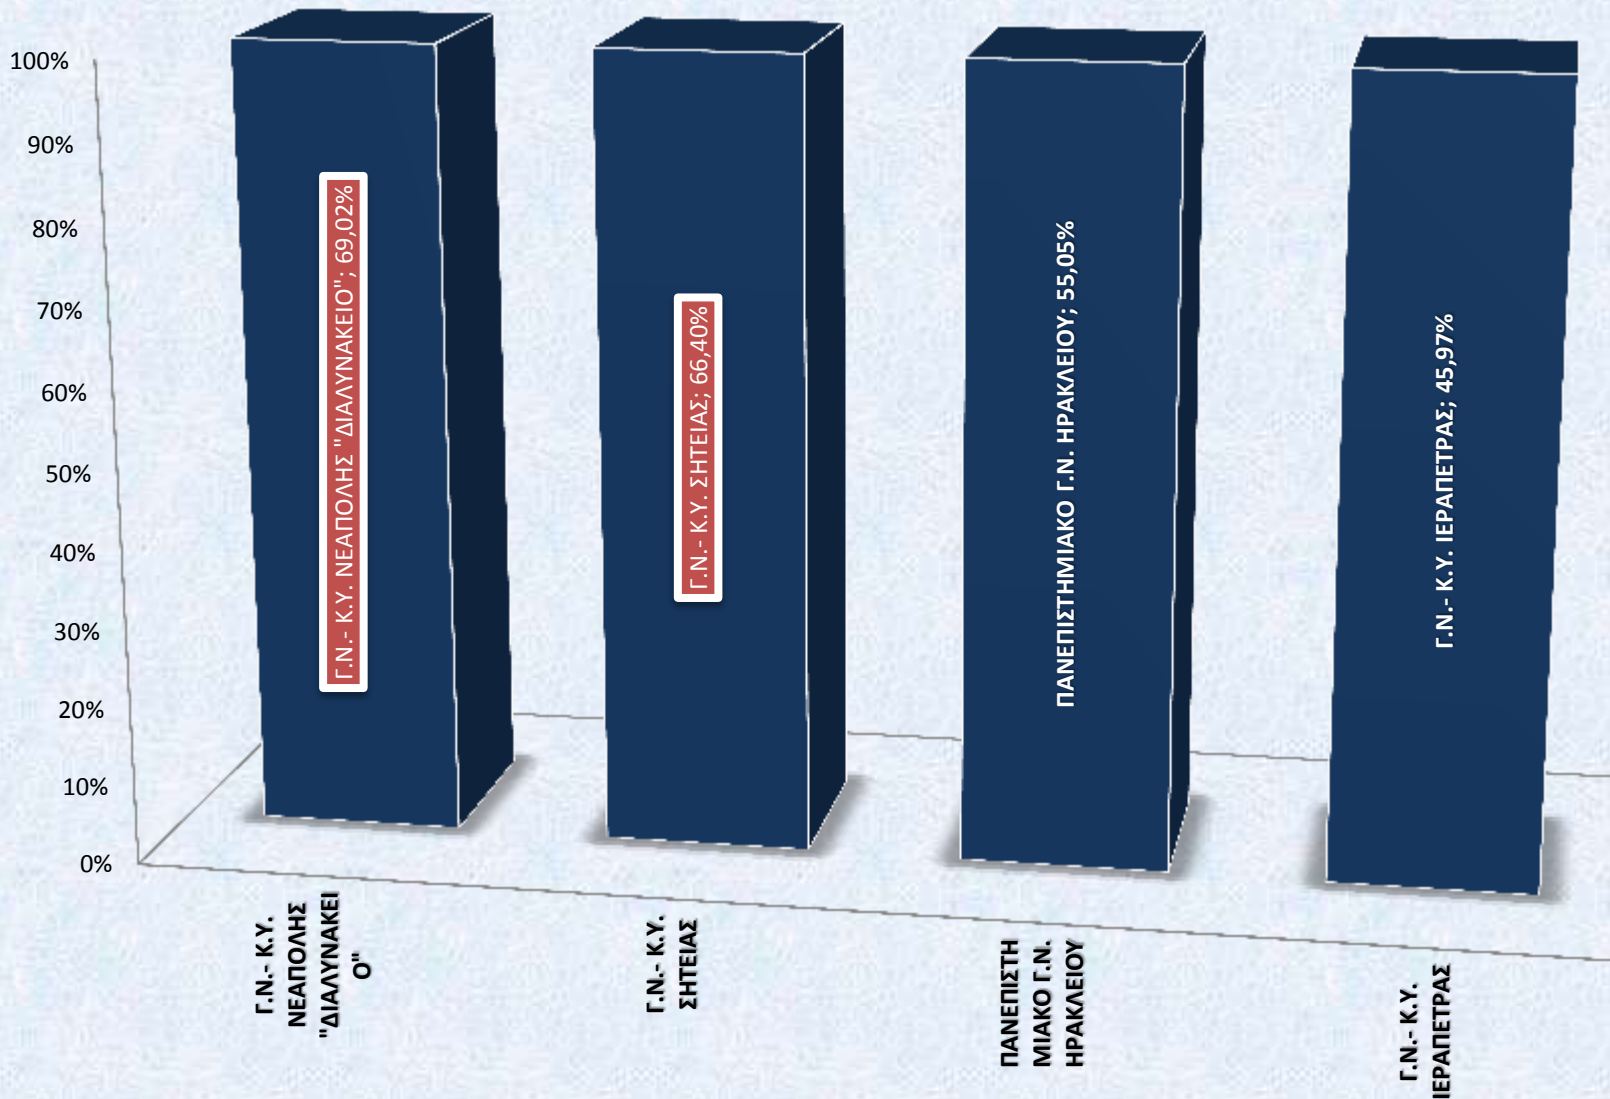 100%
90%
80%
70%
60%
50%
40%
30%
20%
10%
0%
Γ.Ν.- Κ.Υ. ΝΕΑΠΟΛΗΣ "ΔΙΑΛΥΝΑΚΕΙΟ"; 69,02%
Γ.Ν.- Κ.Υ. ΣΗΤΕΙΑΣ; 66,40%
ΠΑΝΕΠΙΣΤΗΜΙΑΚΟ Γ.Ν. ΗΡΑΚΛΕΙΟΥ; 55,05%
Γ.Ν.- Κ.Υ. ΙΕΡΑΠΕΤΡΑΣ; 45,97%
Γ.Ν.- Κ.Υ.
ΝΕΑΠΟΛΗΣ
"ΔΙΑΛΥΝΑΚΕΙ
Ο"
Γ.Ν.- Κ.Υ.
ΣΗΤΕΙΑΣ
ΠΑΝΕΠΙΣΤΗ
ΜΙΑΚΟ Γ.Ν.
ΗΡΑΚΛΕΙΟΥ
Γ.Ν.- Κ.Υ.
ΙΕΡΑΠΕΤΡΑΣ